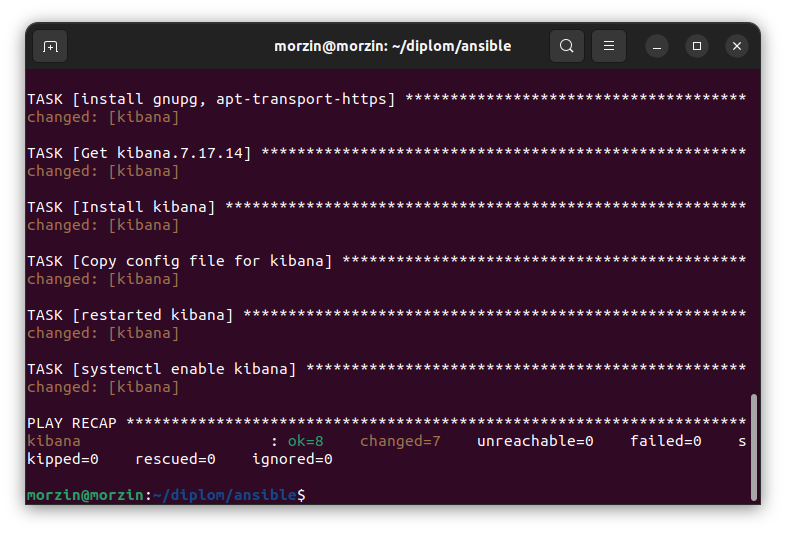 morzin@morzin: ~/diplom/ansible
TASK [install gnupg, apt-transport-https] **************************************
changed: [kibana]
TASK [Get kibana.7.17.14] ******************************************************
changed: [kibana]
TASK [Install kibana] **********************************************************
changed: [kibana]
TASK [Copy config file for kibana] *********************************************
changed: [kibana]
TASK [restarted kibana] ********************************************************
changed: [kibana]
TASK [systemctl enable kibana] *************************************************
changed: [kibana]
PLAY RECAP *********************************************************************
kibana                     : ok=8    changed=7    unreachable=0    failed=0    s
kipped=0    rescued=0    ignored=0
morzin@morzin:~/diplom/ansible$